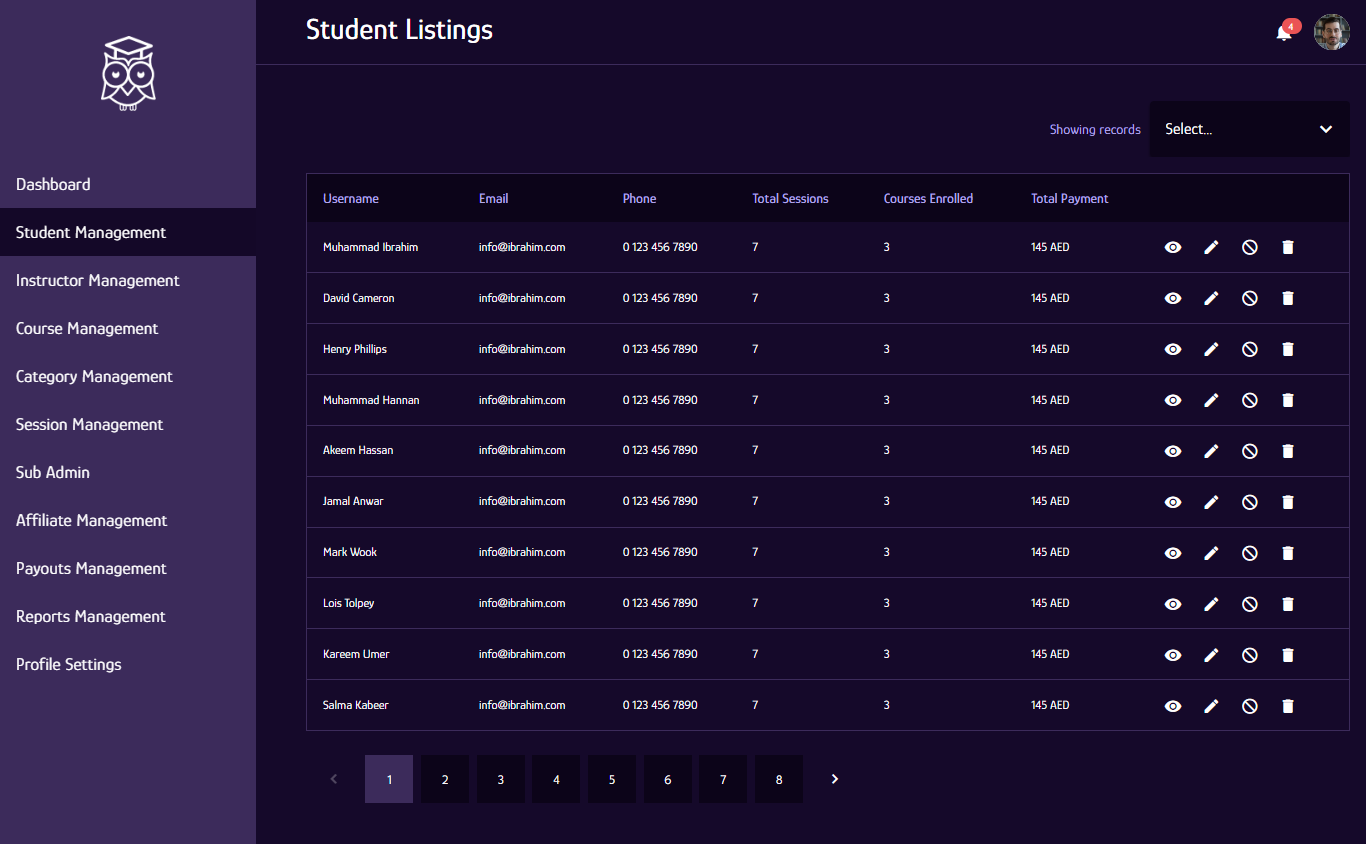 Student Listings
4
Showing records Select...
Dashboard
Student Management
Instructor Management
Course Management
Category Management
Session Management
Sub Admin
Affiliate Management
Payouts Management
Reports Management
Profile Settings
Username Email Phone Total Sessions Courses Enrolled Total Payment
Muhammad Ibrahim info@ibrahim.com 0 123 456 7890 7 3 145 AED
David Cameron info@ibrahim.com 0 123 456 7890 7 3 145 AED
Henry Phillips info@ibrahim.com 0 123 456 7890 7 3 145 AED
Muhammad Hannan info@ibrahim.com 0 123 456 7890 7 3 145 AED
Akeem Hassan info@ibrahim.com 0 123 456 7890 7 3 145 AED
Jamal Anwar info@ibrahim.com 0 123 456 7890 7 3 145 AED
Mark Wook info@ibrahim.com 0 123 456 7890 7 3 145 AED
Lois Tolpey info@ibrahim.com 0 123 456 7890 7 3 145 AED
Kareem Umer info@ibrahim.com 0 123 456 7890 7 3 145 AED
Salma Kabeer info@ibrahim.com 0 123 456 7890 7 3 145 AED
1 2 3 4 5 6 7 8